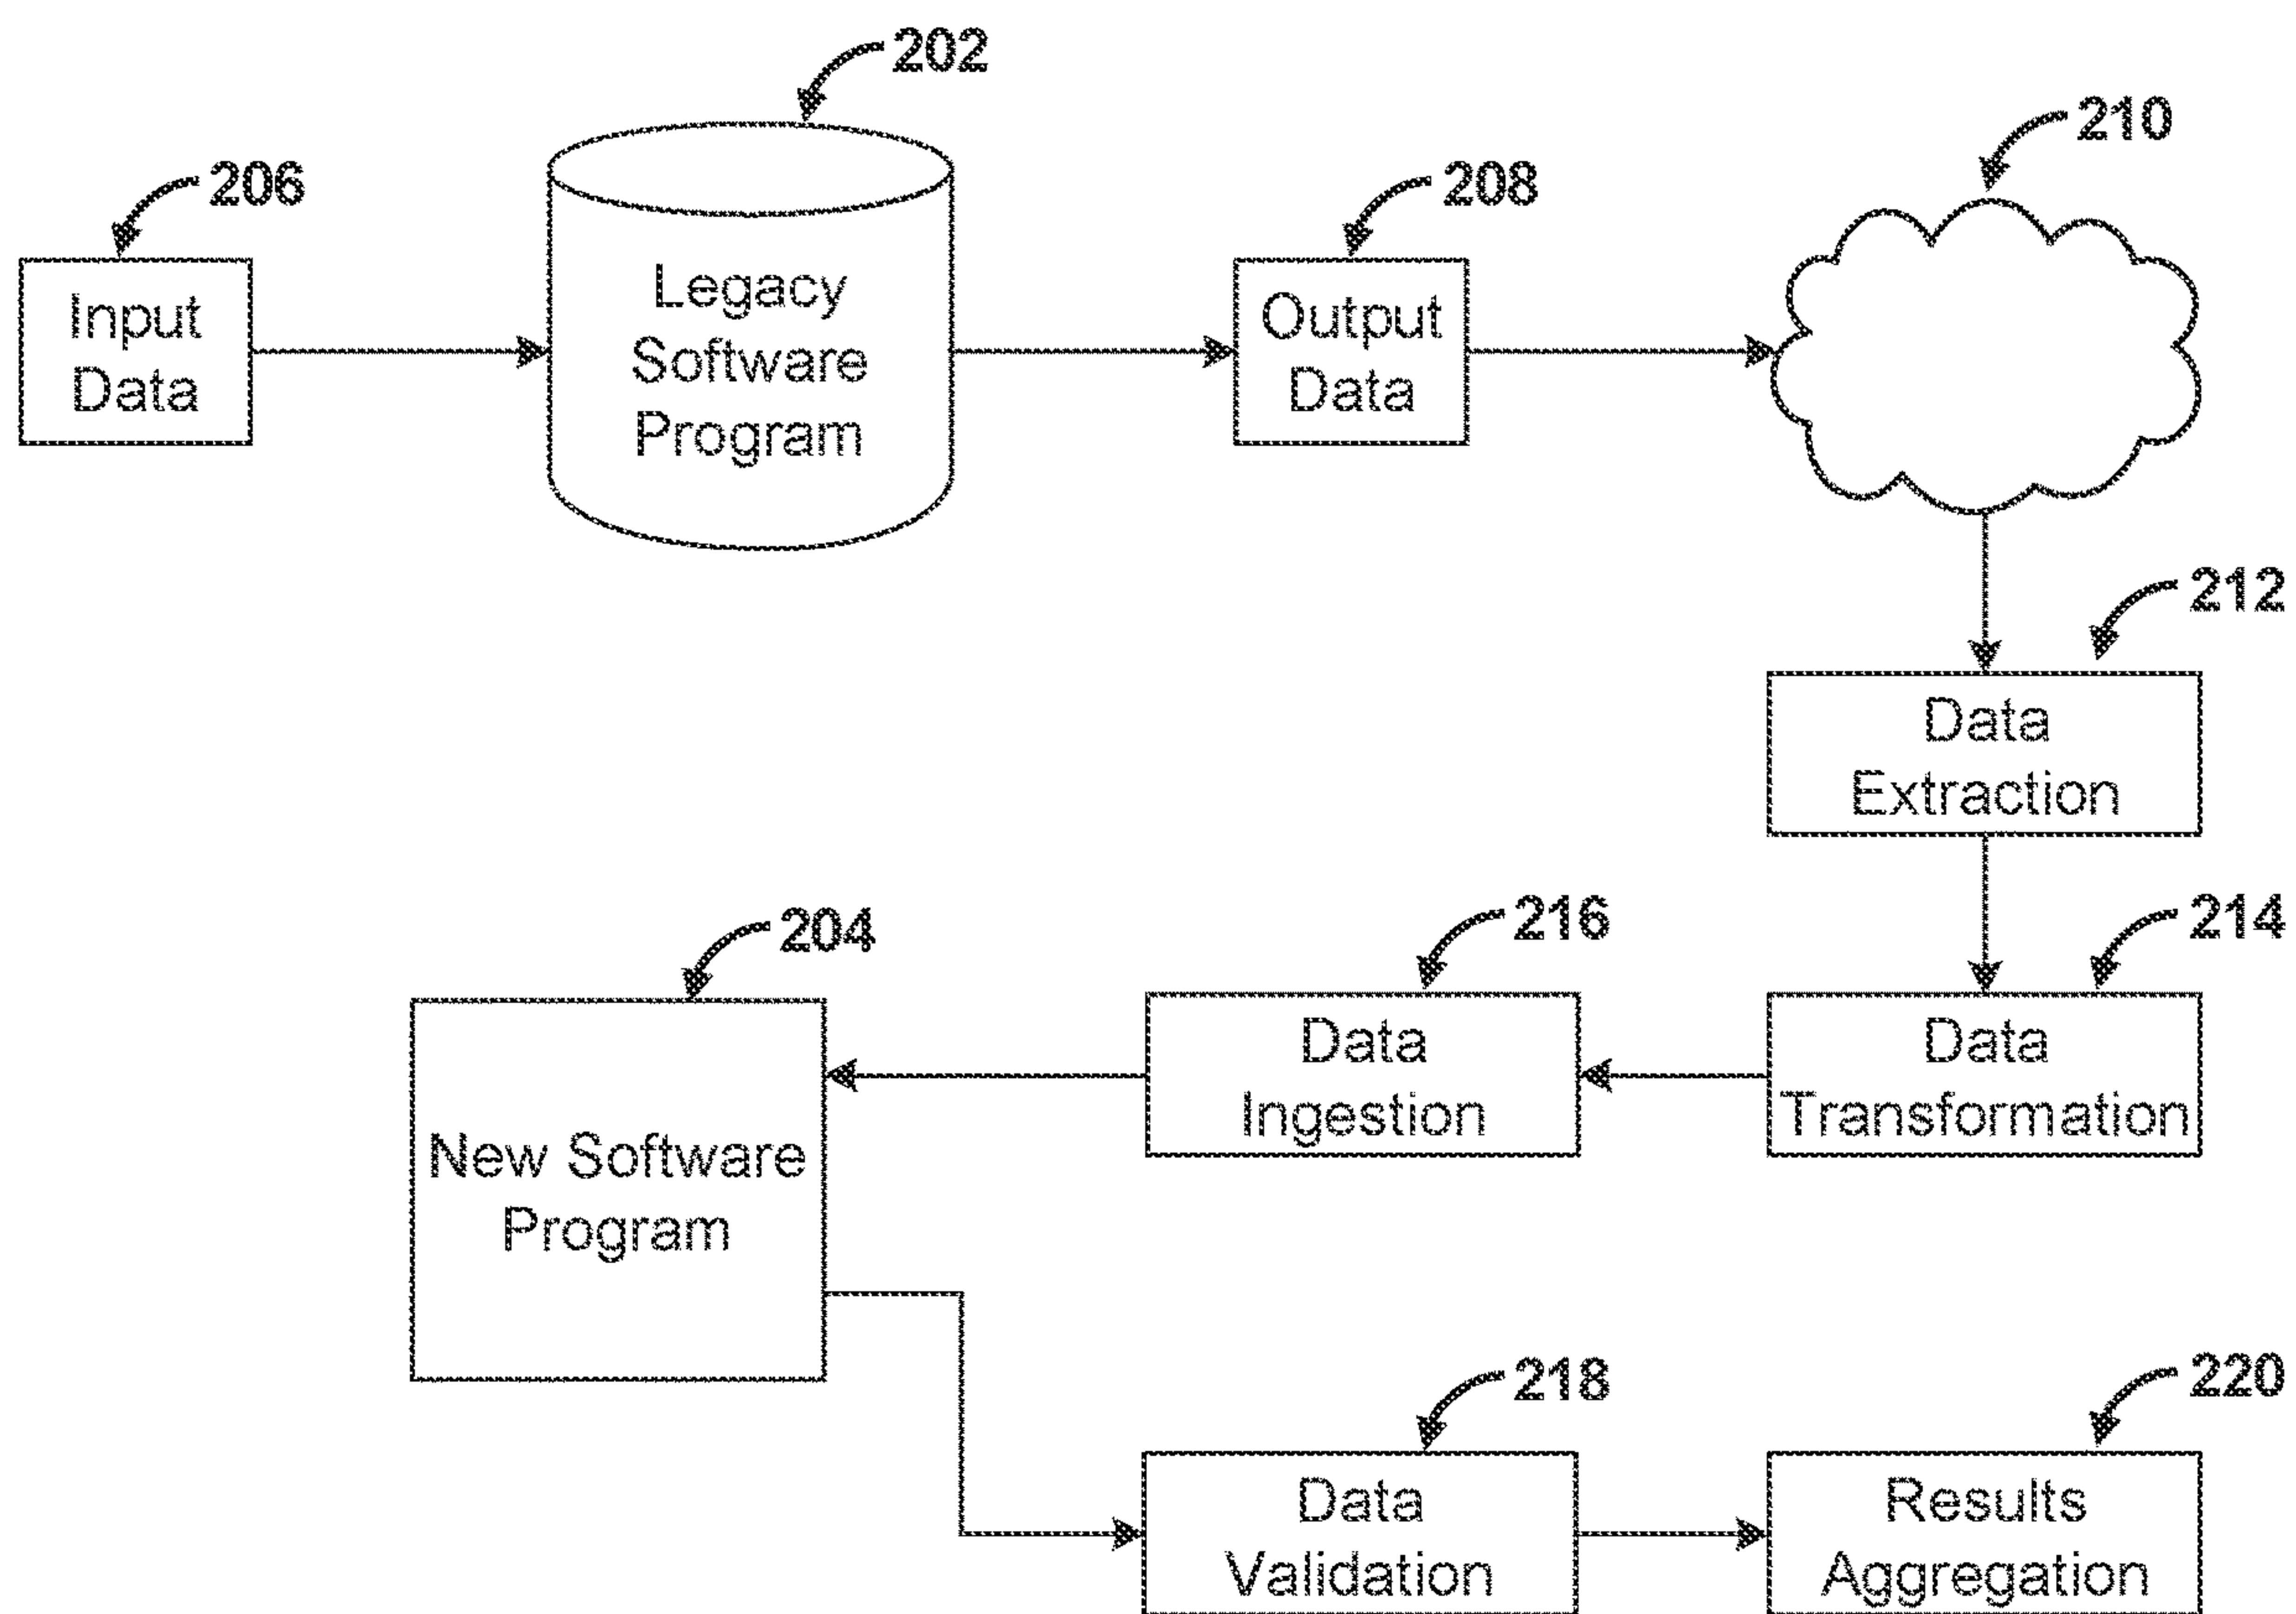 202
210
206
208
Input
Data
Legacy
Software
Program
Output
Data
212
Data
Extraction
204
216
214
New Software
Program
Data
Ingestion
Data
Transformation
218
220
Data
Validation
Results
Aggregation